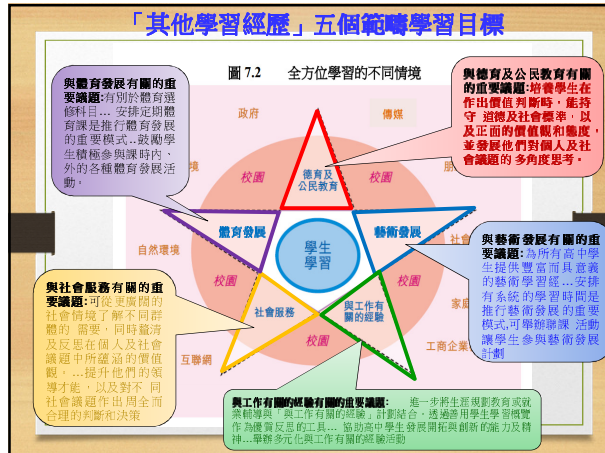 「其他學習經歷」五個範疇學習目標
圖 7.2 全方位學習的不同情境
與體育發展有關的重
要議題:有別於體育選
修科目… 安排定期體
育課是推行體育發展
的重要模式..鼓勵學
生積極參與課時內、
外的各種體育發展活
動。
與德育及公民教育有關
的重要議題:培養學生在
作出價值判斷時，能持
守 道德及社會標準，以
及正面的價值觀和態度，
並發展他們對個人及社
會議題的多角度思考。
政府
傳媒
境
朋
校園
德育及
公民教育
校園
體育發展
藝術發展
學生
學習
自然環境
社會
校園
校園
社會服務
與工作有
關的經驗
家庭
校園
互聯網
工商企業
與藝術發展有關的重
要議題:為所有高中學
生提供豐富而具意義
的藝術學習經…安排
有系統的學習時間是
推行藝術發展的重要
模式,可舉辦聯課 活動
讓學生參與藝術發展
計劃
與社會服務有關的重
要議題:可從更廣闊的
社會情境了解不同群
體的 需要，同時釐清
及反思在個人及社會
議題中所蘊涵的價值
觀。…提升他們的領
導才能，以及對不 同
社會議題作出周全而
合理的判斷和決策
與工作有關的經驗有關的重要議題: 進一步將生涯規劃教育或就
業輔導與「與工作有關的經驗」計劃結合，透過善用學生學習概覽
作為優質反思的工具… 協助高中學生發展開拓與創新的能力及精
神…舉辦多元化與工作有關的經驗活動